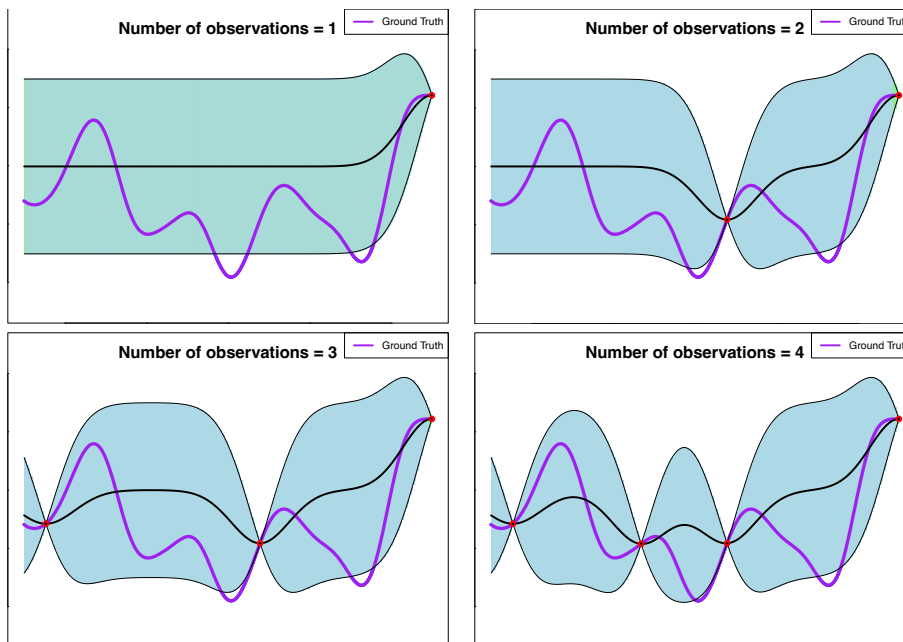 Number of observations = 1
Ground Truth
Number of observations = 2
Ground Truth
Number of observations = 3
Ground Truth
Number of observations = 4
Ground Truth